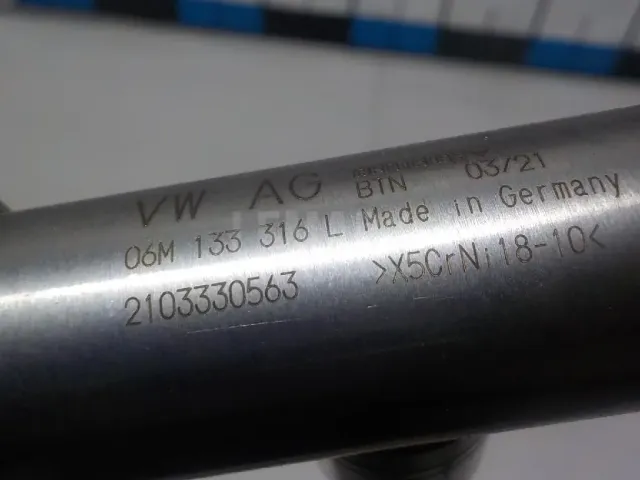 VW AG BTN 03/21
06M 133 316 L Made in Germany
2103330563 >X5CrNi18-10<